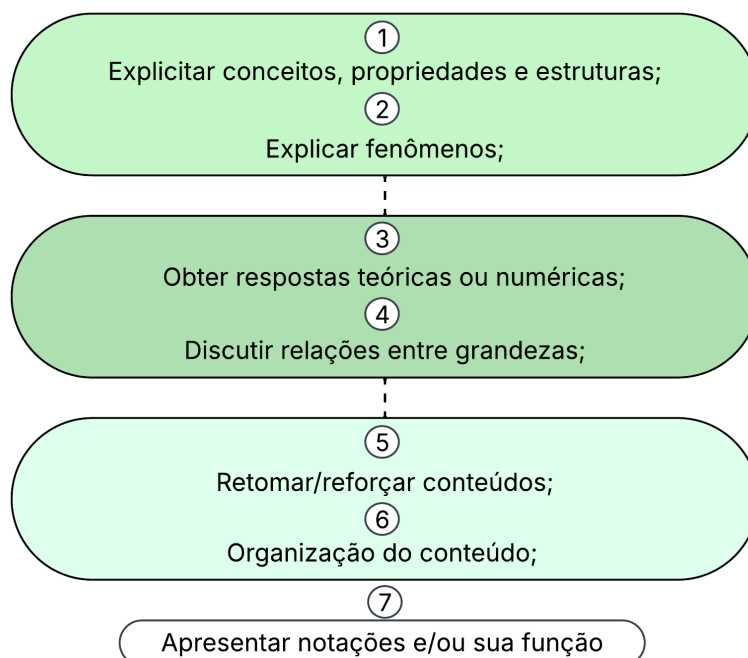 1
Explicitar conceitos, propriedades e estruturas;
2
Explicar fenômenos;
3
Obter respostas teóricas ou numéricas;
4
Discutir relações entre grandezas;
5
Retomar/reforçar conteúdos;
6
Organização do conteúdo;
7
Apresentar notações e/ou sua função